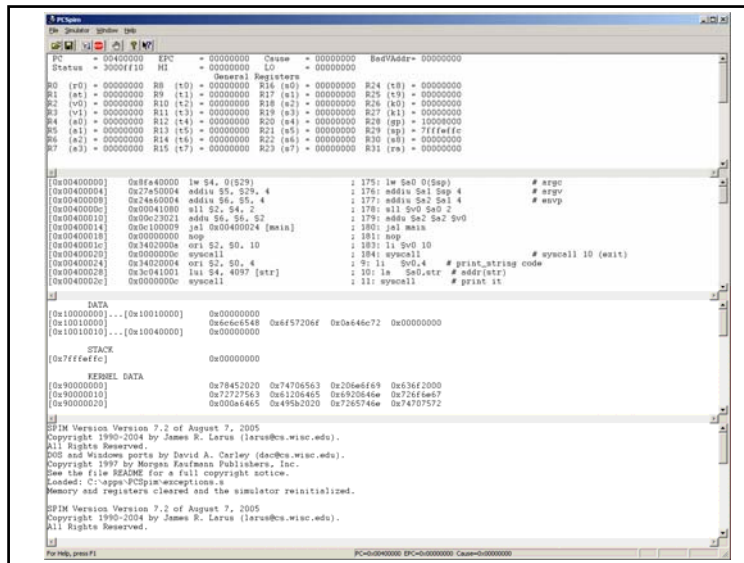 PCSpim
File Simulator Window Help
PC = 00400000 EPC = 00000000 Cause = 00000000 BadVAddr= 00000000
Status = 3000ff10 HI = 00000000 LO = 00000000
General Registers
R0 (r0) = 00000000 R8 (t0) = 00000000 R16 (s0) = 00000000 R24 (t8) = 00000000
R1 (at) = 00000000 R9 (t1) = 00000000 R17 (s1) = 00000000 R25 (t9) = 00000000
R2 (v0) = 00000000 R10 (t2) = 00000000 R18 (s2) = 00000000 R26 (k0) = 00000000
R3 (v1) = 00000000 R11 (t3) = 00000000 R19 (s3) = 00000000 R27 (k1) = 00000000
R4 (a0) = 00000000 R12 (t4) = 00000000 R20 (s4) = 00000000 R28 (gp) = 10008000
R5 (a1) = 00000000 R13 (t5) = 00000000 R21 (s5) = 00000000 R29 (sp) = 7fffeffc
R6 (a2) = 00000000 R14 (t6) = 00000000 R22 (s6) = 00000000 R30 (s8) = 00000000
R7 (a3) = 00000000 R15 (t7) = 00000000 R23 (s7) = 00000000 R31 (ra) = 00000000
[0x00400000] 0x8fa40000 lw $4, 0($29) ; 175: lw $a0 0($sp) # argc
[0x00400004] 0x27a50004 addiu $5, $29, 4 ; 176: addiu $a1 $sp 4 # argv
[0x00400008] 0x24a60004 addiu $6, $5, 4 ; 177: addiu $a2 $a1 4 # envp
[0x0040000c] 0x00041080 sll $2, $4, 2 ; 178: sll $v0 $a0 2
[0x00400010] 0x00c23021 addu $6, $6, $2 ; 179: addu $a2 $a2 $v0
[0x00400014] 0x0c100009 jal 0x00400024 [main] ; 180: jal main
[0x00400018] 0x00000000 nop ; 181: nop
[0x0040001c] 0x3402000a ori $2, $0, 10 ; 183: li $v0 10
[0x00400020] 0x0000000c syscall ; 184: syscall # syscall 10 (exit)
[0x00400024] 0x34020004 ori $2, $0, 4 ; 9: li $v0,4 # print_string code
[0x00400028] 0x3c041001 lui $4, 4097 [str] ; 10: la $a0,str # addr(str)
[0x0040002c] 0x0000000c syscall ; 11: syscall # print it
DATA
[0x10000000]...[0x10010000] 0x00000000
[0x10010000] 0x6c6c6548 0x6f57206f 0x0a646c72 0x00000000
[0x10010010]...[0x10040000] 0x00000000
STACK
[0x7fffeffc] 0x00000000
KERNEL DATA
[0x90000000] 0x78452020 0x74706563 0x206e6f69 0x636f2000
[0x90000010] 0x72727563 0x61206465 0x6920646e 0x726f6e67
[0x90000020] 0x000a6465 0x495b2020 0x7265746e 0x74707572
SPIM Version Version 7.2 of August 7, 2005
Copyright 1990-2004 by James R. Larus (larus@cs.wisc.edu).
All Rights Reserved.
DOS and Windows ports by David A. Carley (dac@cs.wisc.edu).
Copyright 1997 by Morgan Kaufmann Publishers, Inc.
See the file README for a full copyright notice.
Loaded: C:\apps\PCSpim\exceptions.s
Memory and registers cleared and the simulator reinitialized.
SPIM Version Version 7.2 of August 7, 2005
Copyright 1990-2004 by James R. Larus (larus@cs.wisc.edu).
All Rights Reserved.
For Help, press F1 PC=0x00400000 EPC=0x00000000 Cause=0x00000000